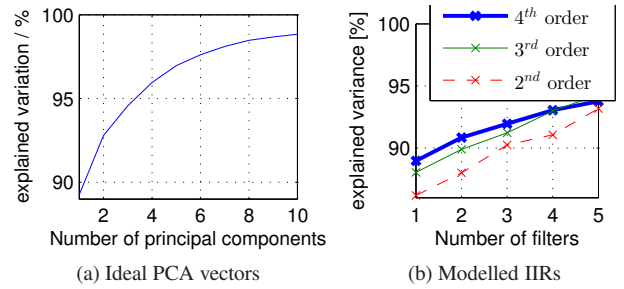 explained variation / %
100
95
90
2 4 6 8 10
Number of principal components
(a) Ideal PCA vectors
explained variance [%]
100
95
90
4th order
3rd order
2nd order
1 2 3 4 5
Number of filters
(b) Modelled IIRs